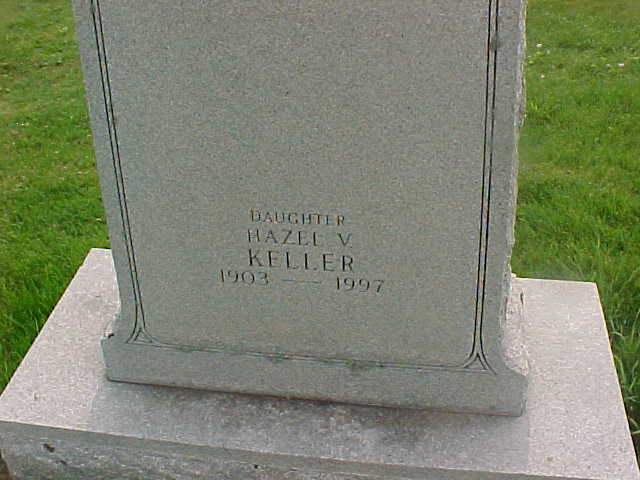 DAUGHTER
HAZEL V
KELLER
1903 — 1997